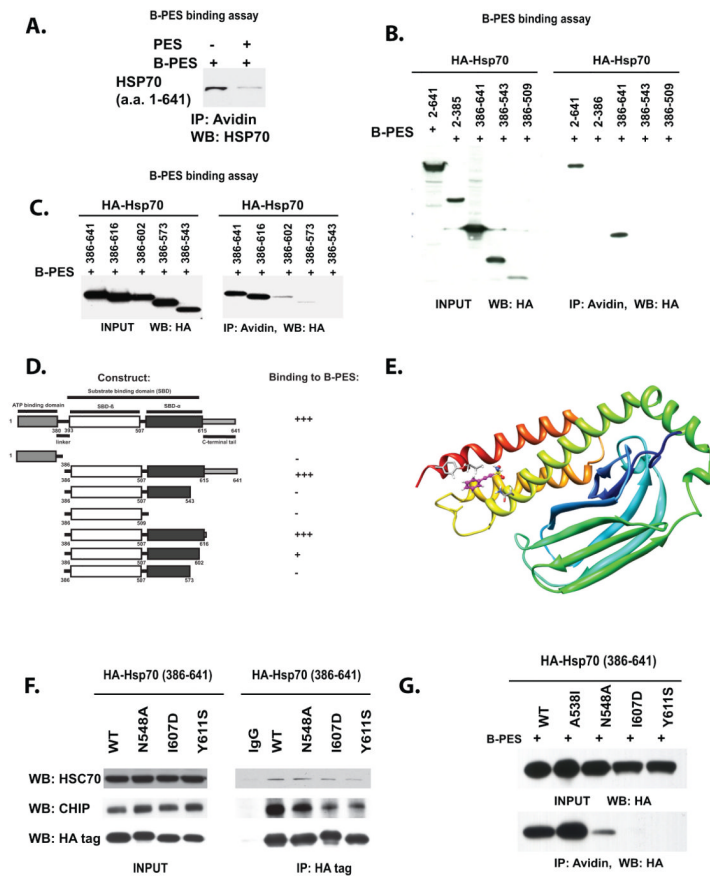 B-PES binding assay
A.
PES - +
B-PES + +
HSP70
(a.a. 1-641)
IP: Avidin
WB: HSP70
B-PES binding assay
B.
HA-Hsp70 HA-Hsp70
2-641 2-385 386-641 386-543 386-509 2-641 2-386 386-641 386-543 386-509
B-PES + + + + + + + + + +
INPUT WB: HA IP: Avidin, WB: HA
B-PES binding assay
C.
HA-Hsp70 HA-Hsp70
386-641 386-616 386-602 386-573 386-543 386-641 386-616 386-602 386-573 386-543
B-PES + + + + + + + + + +
INPUT WB: HA IP: Avidin, WB: HA
D.
Construct: Binding to B-PES:
Substrate binding domain (SBD)
ATP binding domain SBD-ß SBD-α
1 641 +++
388 393 507 615
linker C-terminal tail
1 -
386 507 615 641 +++
386 507 543 -
386 509 -
386 507 616 +++
386 507 602 +
386 507 573 -
E.
F.
HA-Hsp70 (386-641) HA-Hsp70 (386-641)
WT N548A I607D Y611S IgG WT N548A I607D Y611S
WB: HSC70
WB: CHIP
WB: HA tag
INPUT IP: HA tag
G.
HA-Hsp70 (386-641)
WT A538I N548A I607D Y611S
B-PES + + + + +
INPUT WB: HA
IP: Avidin, WB: HA